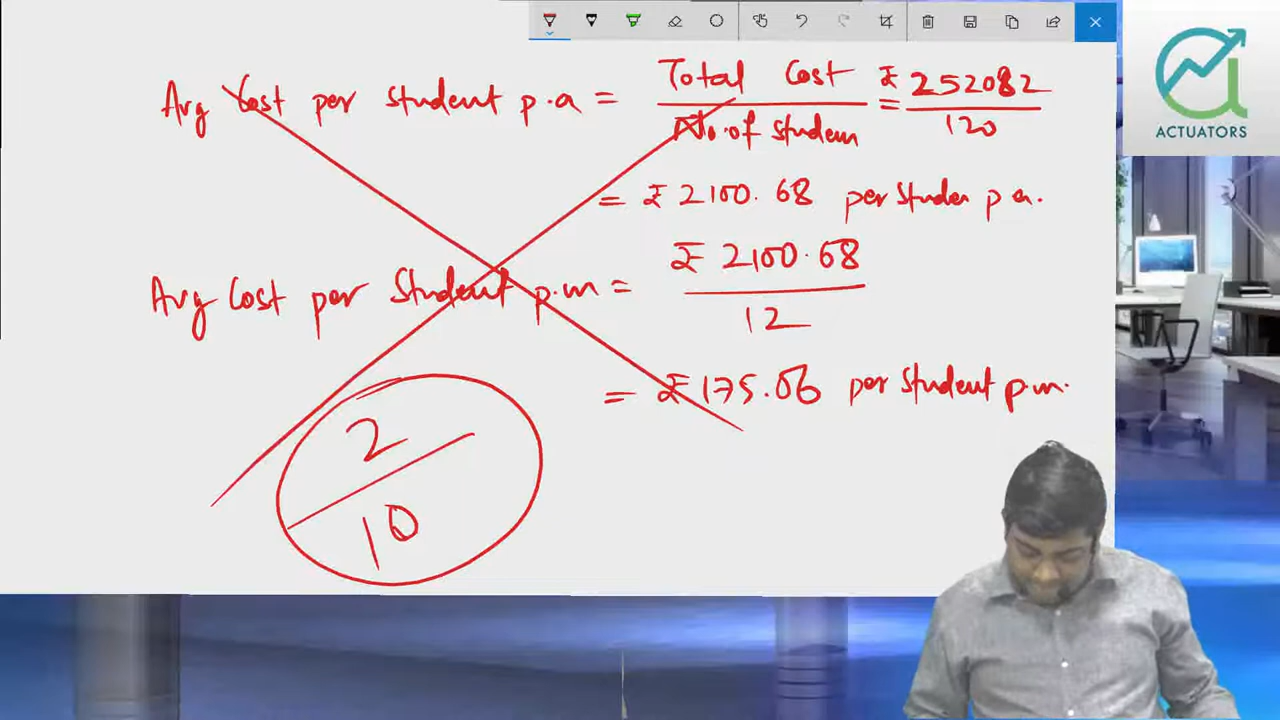 Avg Cost per student p.a = Total Cost / No. of studen = ₹ 252082 / 120
= ₹ 2100.68 per studen p a.
Avg Cost per Student p.m = ₹ 2100.68 / 12
= ₹ 175.06 per student p.m.
2 / 10
ACTUATORS